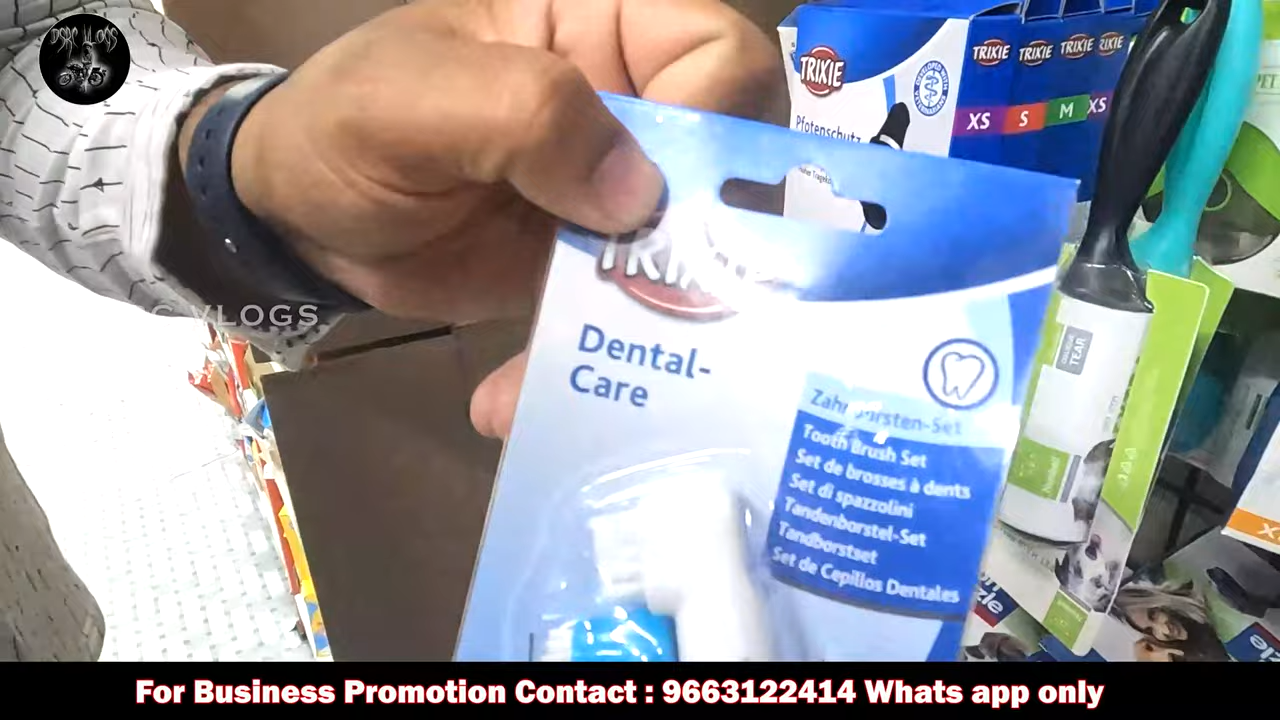 DSRC VLOGS
TRIXIE
TRIXIE
TRIXIE
TRIXIE
TRIXIE
XS
S
M
XS
Pfotenschutz
TRIXIE
VLOGS
Dental-
Care
Tooth Brush Set
Set de brosses à dents
Set di spazzolini
Tandenborstel-Set
Tandborstset
Set de Cepillos Dentales
TEAR
For Business Promotion Contact : 9663122414 Whats app only